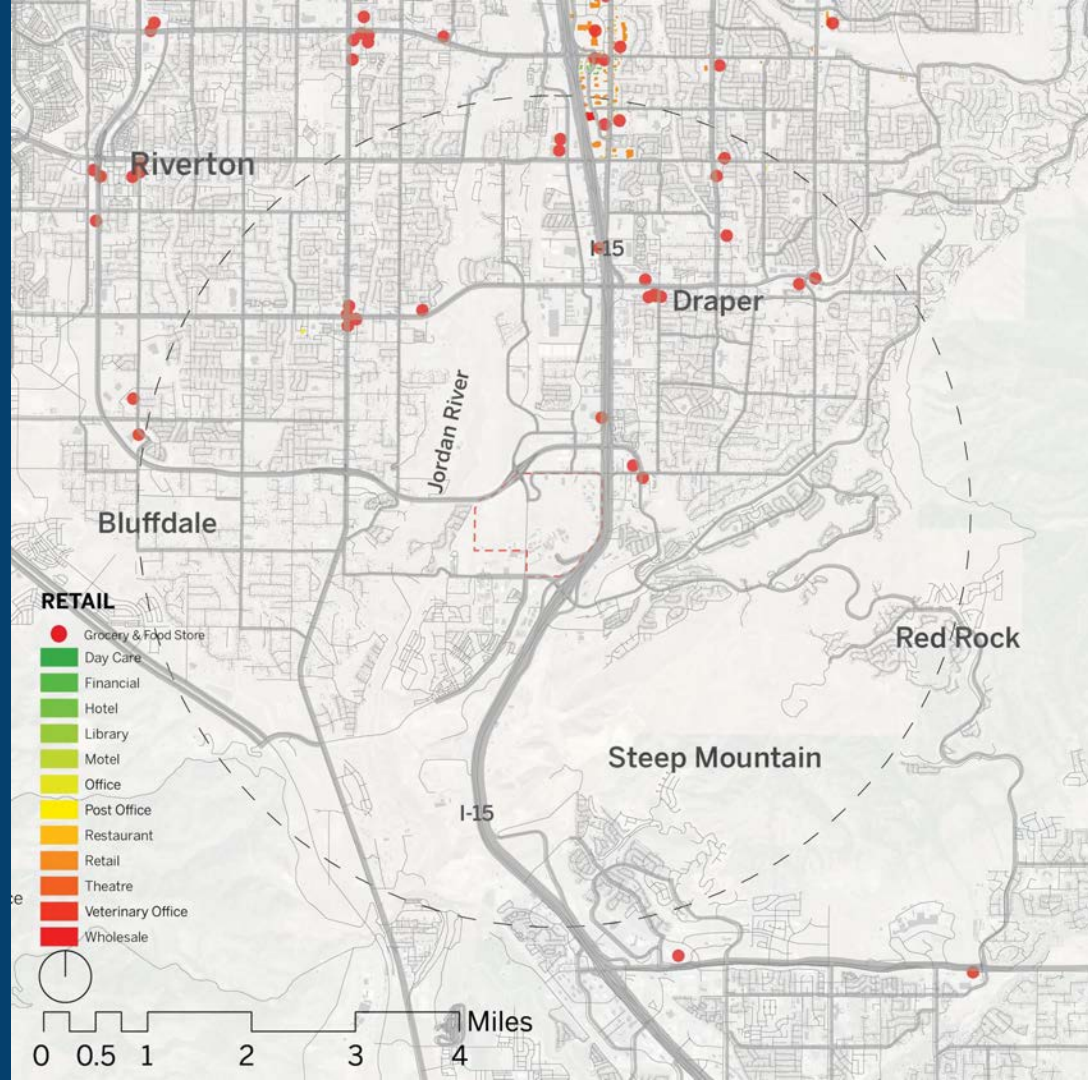 Riverton
I-15
Draper
Jordan River
Bluffdale
Red Rock
Steep Mountain
I-15
RETAIL
Grocery & Food Store
Day Care
Financial
Hotel
Library
Motel
Office
Post Office
Restaurant
Retail
Theatre
Veterinary Office
Wholesale
Miles
0 0.5 1 2 3 4